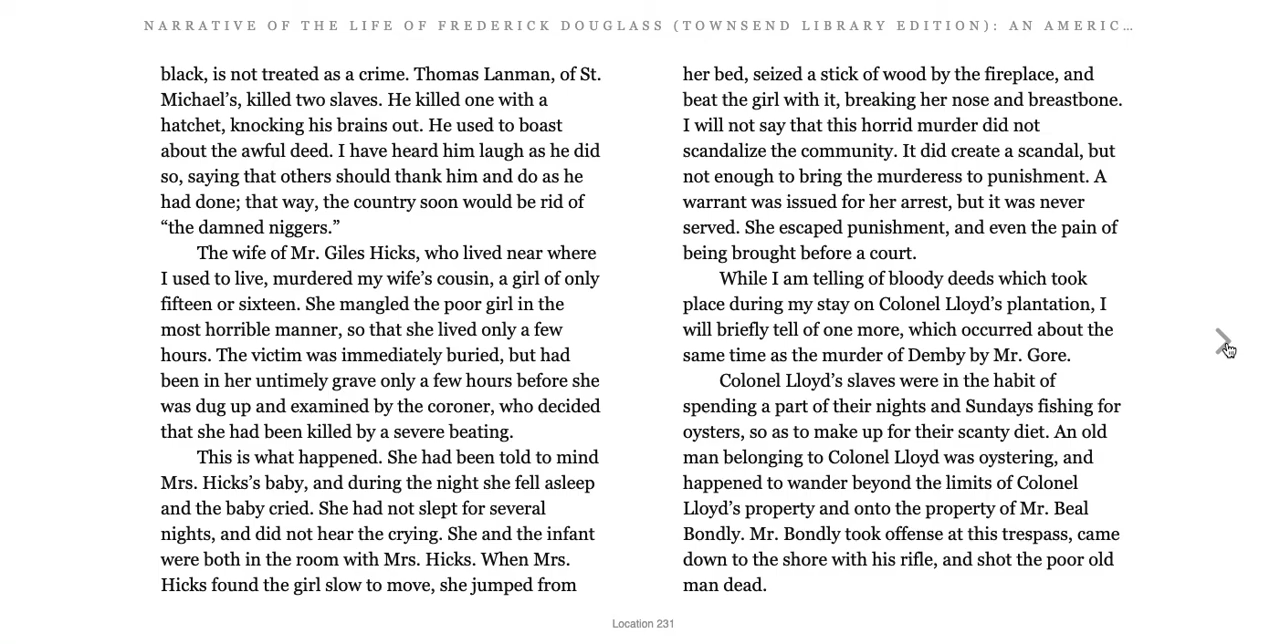 NARRATIVE OF THE LIFE OF FREDERICK DOUGLASS (TOWNSEND LIBRARY EDITION): AN AMERIC…
black, is not treated as a crime. Thomas Lanman, of St.
Michael’s, killed two slaves. He killed one with a
hatchet, knocking his brains out. He used to boast
about the awful deed. I have heard him laugh as he did
so, saying that others should thank him and do as he
had done; that way, the country soon would be rid of
“the damned niggers.”
The wife of Mr. Giles Hicks, who lived near where
I used to live, murdered my wife’s cousin, a girl of only
fifteen or sixteen. She mangled the poor girl in the
most horrible manner, so that she lived only a few
hours. The victim was immediately buried, but had
been in her untimely grave only a few hours before she
was dug up and examined by the coroner, who decided
that she had been killed by a severe beating.
This is what happened. She had been told to mind
Mrs. Hicks’s baby, and during the night she fell asleep
and the baby cried. She had not slept for several
nights, and did not hear the crying. She and the infant
were both in the room with Mrs. Hicks. When Mrs.
Hicks found the girl slow to move, she jumped from
her bed, seized a stick of wood by the fireplace, and
beat the girl with it, breaking her nose and breastbone.
I will not say that this horrid murder did not
scandalize the community. It did create a scandal, but
not enough to bring the murderess to punishment. A
warrant was issued for her arrest, but it was never
served. She escaped punishment, and even the pain of
being brought before a court.
While I am telling of bloody deeds which took
place during my stay on Colonel Lloyd’s plantation, I
will briefly tell of one more, which occurred about the
same time as the murder of Demby by Mr. Gore.
Colonel Lloyd’s slaves were in the habit of
spending a part of their nights and Sundays fishing for
oysters, so as to make up for their scanty diet. An old
man belonging to Colonel Lloyd was oystering, and
happened to wander beyond the limits of Colonel
Lloyd’s property and onto the property of Mr. Beal
Bondly. Mr. Bondly took offense at this trespass, came
down to the shore with his rifle, and shot the poor old
man dead.
Location 231